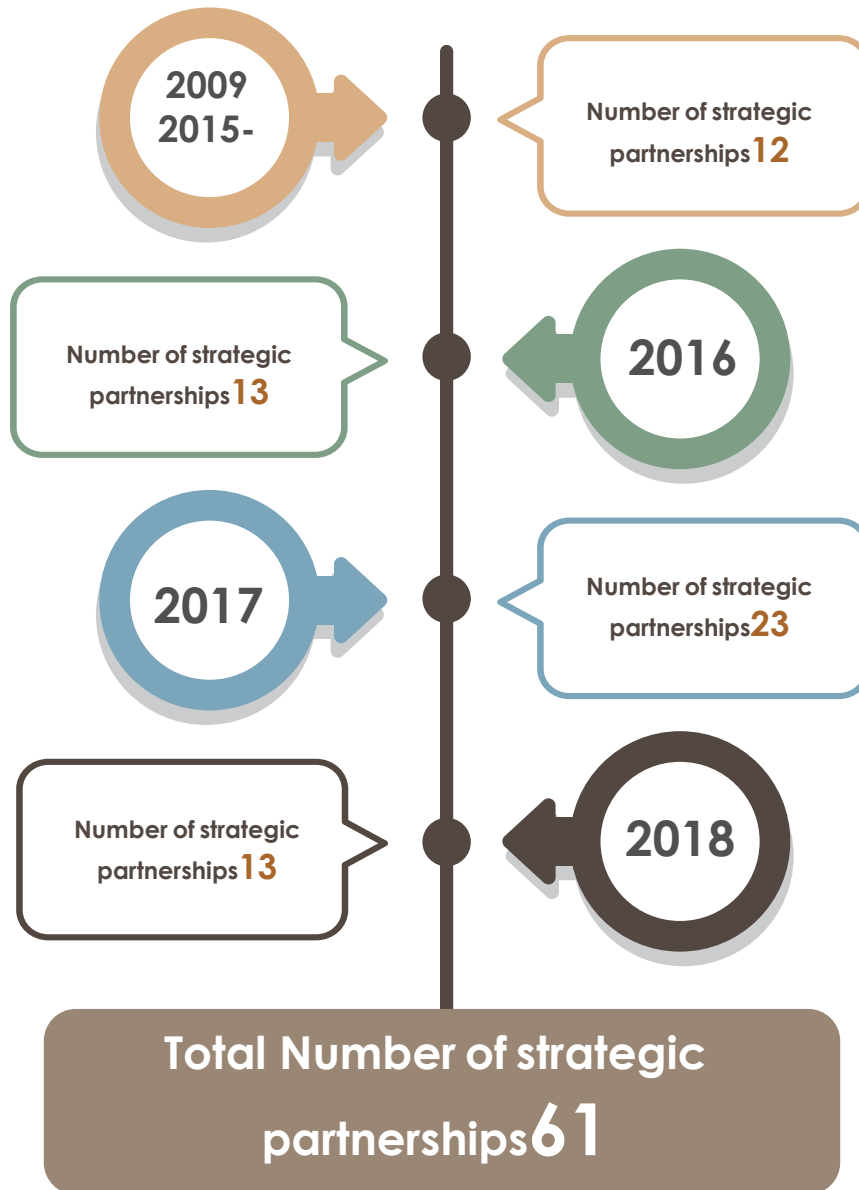 2009
2015-
Number of strategic
partnerships12
Number of strategic
partnerships13
2016
2017
Number of strategic
partnerships23
Number of strategic
partnerships13
2018
Total Number of strategic
partnerships61